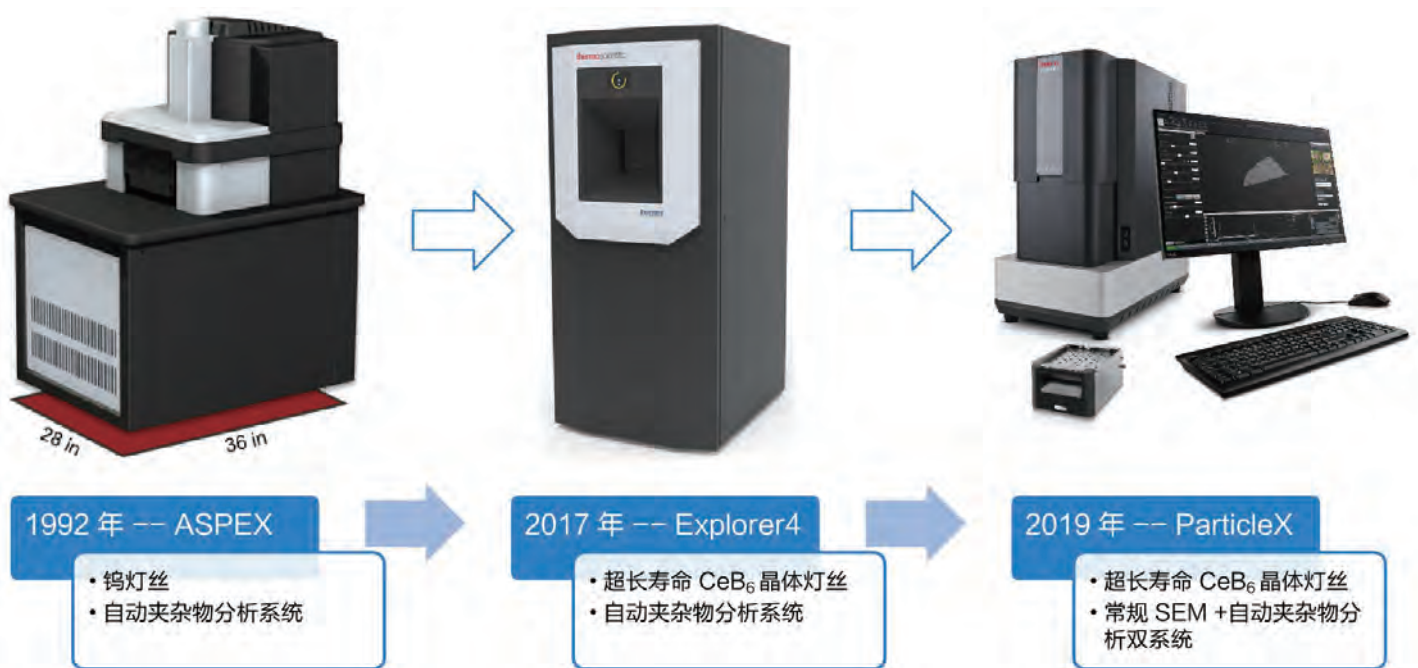 28 in
36 in
1992 年 -- ASPEX
• 钨灯丝
• 自动夹杂物分析系统
2017 年 -- Explorer4
• 超长寿命 CeB₆ 晶体灯丝
• 自动夹杂物分析系统
2019 年 -- ParticleX
• 超长寿命 CeB₆ 晶体灯丝
• 常规 SEM +自动夹杂物分
析双系统